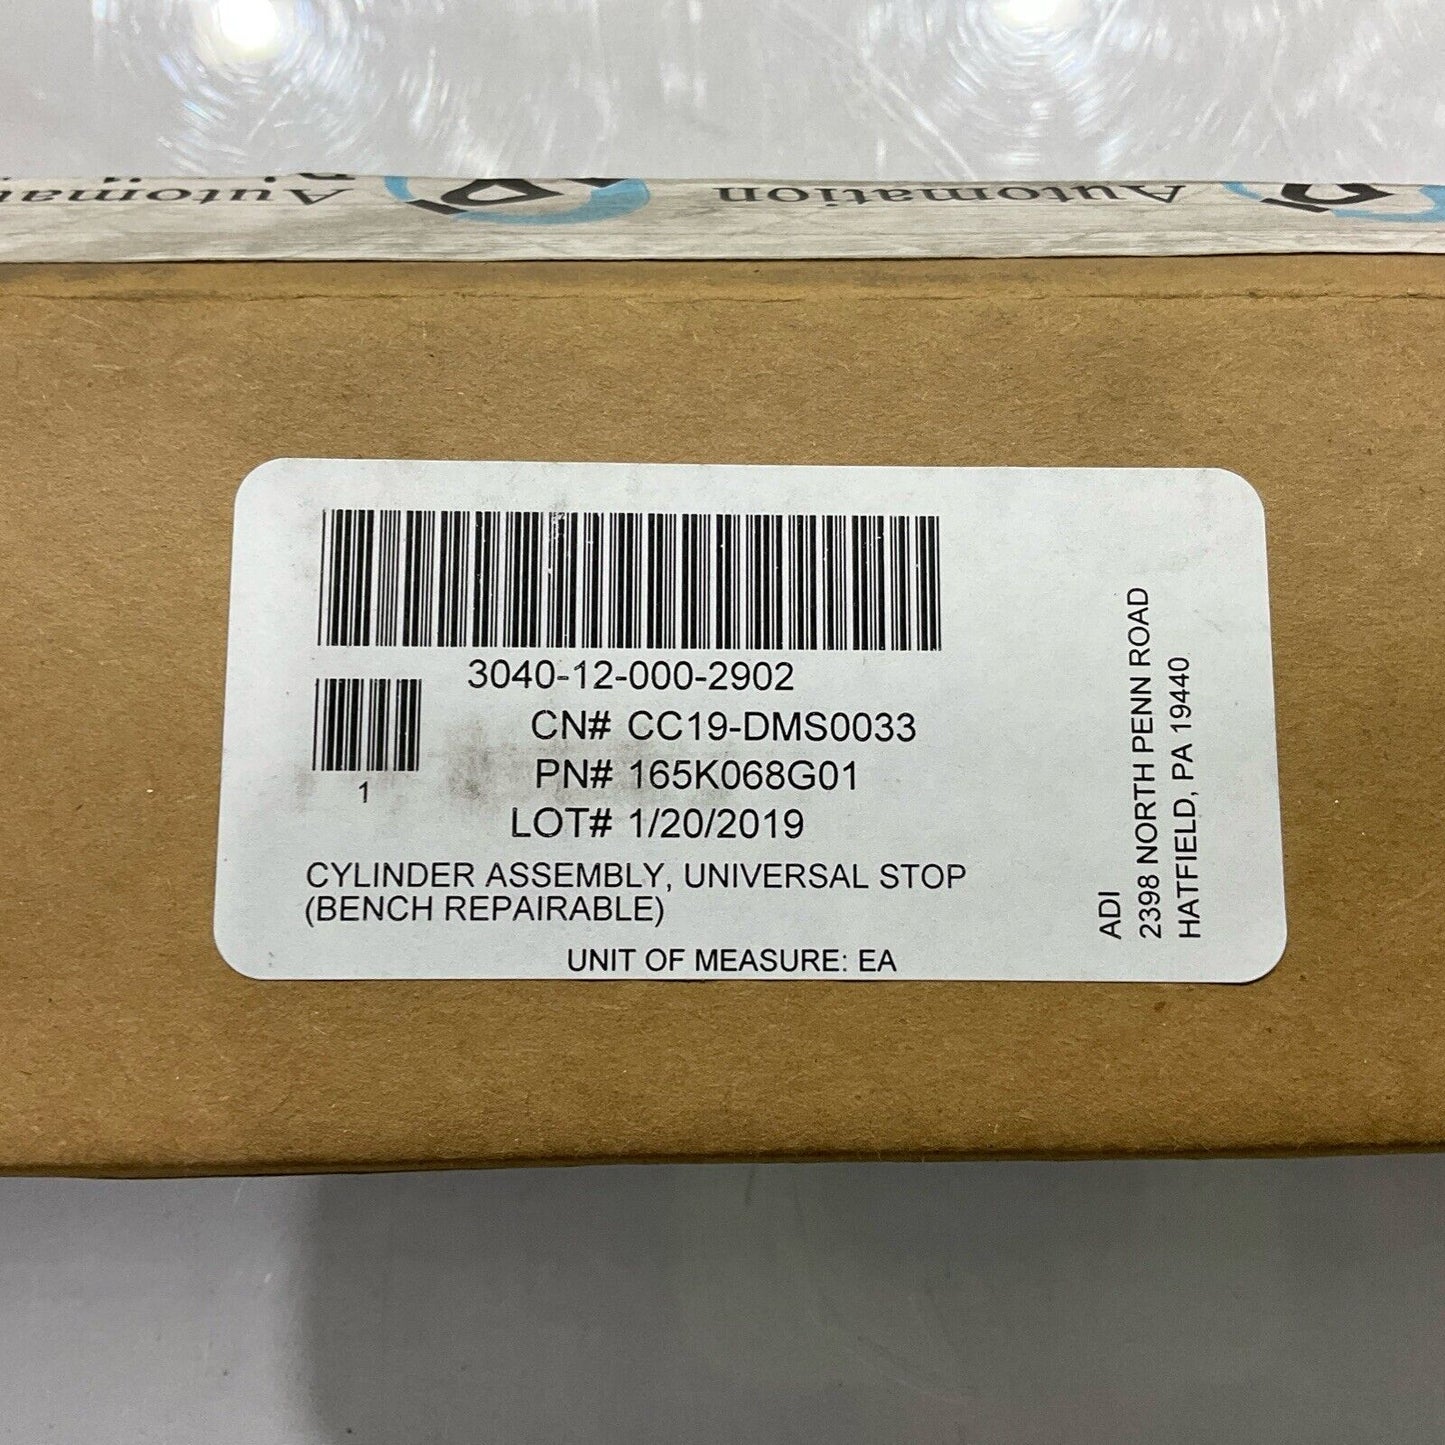 Automation
Automation
3040-12-000-2902
CN# CC19-DMS0033
PN# 165K068G01
1
LOT# 1/20/2019
CYLINDER ASSEMBLY, UNIVERSAL STOP
(BENCH REPAIRABLE)
UNIT OF MEASURE: EA
ADI
2398 NORTH PENN ROAD
HATFIELD, PA 19440